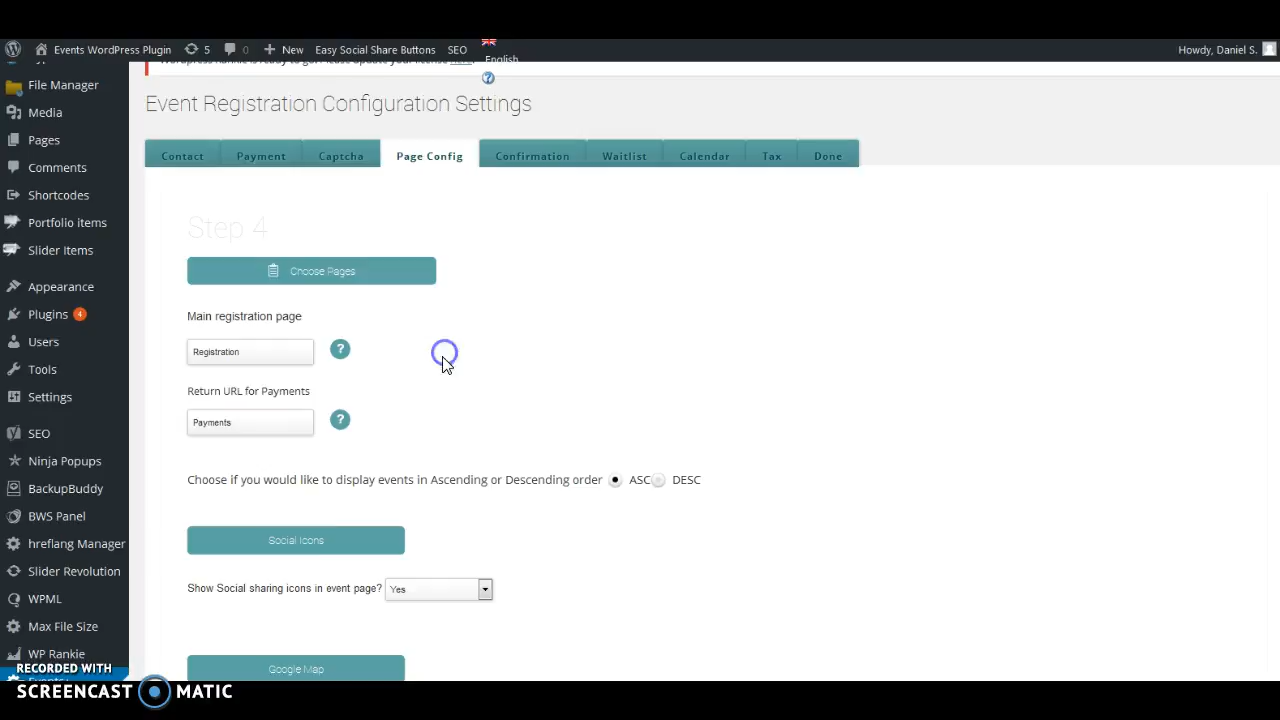 Events WordPress Plugin 5 0 New Easy Social Share Buttons SEO English Howdy, Daniel S.
File Manager
Media
Pages
Comments
Shortcodes
Portfolio items
Slider Items
Appearance
Plugins 4
Users
Tools
Settings
SEO
Ninja Popups
BackupBuddy
BWS Panel
hreflang Manager
Slider Revolution
WPML
Max File Size
WP Rankie
Event Registration Configuration Settings
Contact Payment Captcha Page Config Confirmation Waitlist Calendar Tax Done
Step 4
Choose Pages
Main registration page
Registration ?
Return URL for Payments
Payments ?
Choose if you would like to display events in Ascending or Descending order ASC DESC
Social Icons
Show Social sharing icons in event page? Yes
Google Map
RECORDED WITH
SCREENCAST MATIC